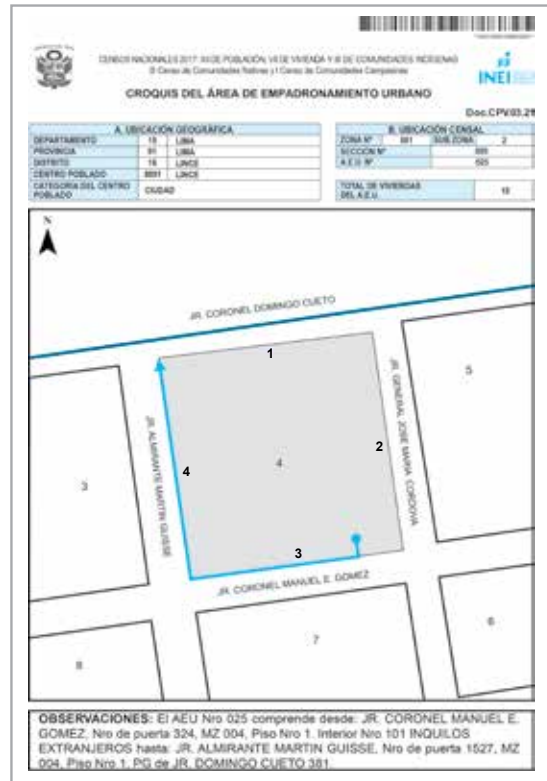 CENSOS NACIONALES 2017: XII DE POBLACIÓN, VII DE VIVIENDA Y III DE COMUNIDADES INDÍGENAS
III Censo de Comunidades Nativas y I Censo de Comunidades Campesinas
INEI
CROQUIS DEL ÁREA DE EMPADRONAMIENTO URBANO
Doc.CPV.03.21
A. UBICACIÓN GEOGRÁFICA
DEPARTAMENTO 15 LIMA
PROVINCIA 01 LIMA
DISTRITO 16 LINCE
CENTRO POBLADO 0001 LINCE
CATEGORIA DEL CENTRO POBLADO CIUDAD
B. UBICACIÓN CENSAL
ZONA Nº 001 SUB ZONA 2
SECCIÓN Nº
A.E.U. Nº 025
TOTAL DE VIVIENDAS DEL A.E.U.
N
JR. CORONEL DOMINGO CUETO
1
5
JR. GENERAL JOSE MARIA CORDOVA
2
JR. ALMIRANTE MARTIN GUISSE
4
4
3
3
JR. CORONEL MANUEL E. GOMEZ
6
7
8
OBSERVACIONES: El AEU Nro 025 comprende desde: JR. CORONEL MANUEL E.
GOMEZ, Nro de puerta 324, MZ 004, Piso Nro 1. Interior Nro 101 INQUILOS
EXTRANJEROS hasta: JR. ALMIRANTE MARTIN GUISSE, Nro de puerta 1527, MZ
004, Piso Nro 1, PG de JR. DOMINGO CUETO 381.